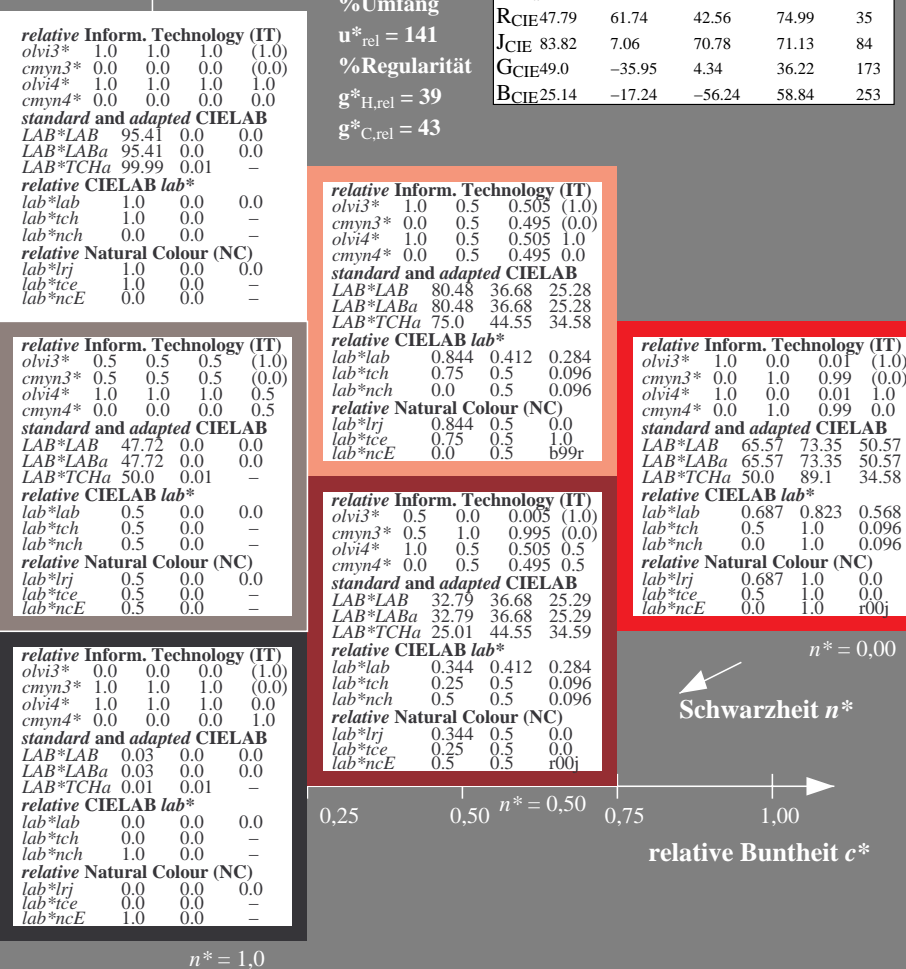 %Umfang
u*rel = 141
%Regularität
g*H,rel = 39
g*C,rel = 43
RCIE 47.79 61.74 42.56 74.99 35
JCIE 83.82 7.06 70.78 71.13 84
GCIE 49.0 −35.95 4.34 36.22 173
BCIE 25.14 −17.24 −56.24 58.84 253
relative Inform. Technology (IT)
olvi3* 1.0 1.0 1.0 (1.0)
cmyn3* 0.0 0.0 0.0 (0.0)
olvi4* 1.0 1.0 1.0 1.0
cmyn4* 0.0 0.0 0.0 0.0
standard and adapted CIELAB
LAB*LAB 95.41 0.0 0.0
LAB*LABa 95.41 0.0 0.0
LAB*TCHa 99.99 0.01 –
relative CIELAB lab*
lab*lab 1.0 0.0 0.0
lab*tch 1.0 0.0 –
lab*nch 0.0 0.0 –
relative Natural Colour (NC)
lab*lrj 1.0 0.0 0.0
lab*tce 1.0 0.0 –
lab*ncE 0.0 0.0 –
relative Inform. Technology (IT)
olvi3* 1.0 0.5 0.505 (1.0)
cmyn3* 0.0 0.5 0.495 (0.0)
olvi4* 1.0 0.5 0.505 1.0
cmyn4* 0.0 0.5 0.495 0.0
standard and adapted CIELAB
LAB*LAB 80.48 36.68 25.28
LAB*LABa 80.48 36.68 25.28
LAB*TCHa 75.0 44.55 34.58
relative CIELAB lab*
lab*lab 0.844 0.412 0.284
lab*tch 0.75 0.5 0.096
lab*nch 0.0 0.5 0.096
relative Natural Colour (NC)
lab*lrj 0.844 0.5 0.0
lab*tce 0.75 0.5 1.0
lab*ncE 0.0 0.5 b99r
relative Inform. Technology (IT)
olvi3* 0.5 0.5 0.5 (1.0)
cmyn3* 0.5 0.5 0.5 (0.0)
olvi4* 1.0 1.0 1.0 0.5
cmyn4* 0.0 0.0 0.0 0.5
standard and adapted CIELAB
LAB*LAB 47.72 0.0 0.0
LAB*LABa 47.72 0.0 0.0
LAB*TCHa 50.0 0.01 –
relative CIELAB lab*
lab*lab 0.5 0.0 0.0
lab*tch 0.5 0.0 –
lab*nch 0.5 0.0 –
relative Natural Colour (NC)
lab*lrj 0.5 0.0 0.0
lab*tce 0.5 0.0 –
lab*ncE 0.5 0.0 –
relative Inform. Technology (IT)
olvi3* 1.0 0.0 0.01 (1.0)
cmyn3* 0.0 1.0 0.99 (0.0)
olvi4* 1.0 0.0 0.01 1.0
cmyn4* 0.0 1.0 0.99 0.0
standard and adapted CIELAB
LAB*LAB 65.57 73.35 50.57
LAB*LABa 65.57 73.35 50.57
LAB*TCHa 50.0 89.1 34.58
relative CIELAB lab*
lab*lab 0.687 0.823 0.568
lab*tch 0.5 1.0 0.096
lab*nch 0.0 1.0 0.096
relative Natural Colour (NC)
lab*lrj 0.687 1.0 0.0
lab*tce 0.5 1.0 0.0
lab*ncE 0.0 1.0 r00j
relative Inform. Technology (IT)
olvi3* 0.5 0.0 0.005 (1.0)
cmyn3* 0.5 1.0 0.995 (0.0)
olvi4* 1.0 0.5 0.505 0.5
cmyn4* 0.0 0.5 0.495 0.5
standard and adapted CIELAB
LAB*LAB 32.79 36.68 25.29
LAB*LABa 32.79 36.68 25.29
LAB*TCHa 25.01 44.55 34.59
relative CIELAB lab*
lab*lab 0.344 0.412 0.284
lab*tch 0.25 0.5 0.096
lab*nch 0.5 0.5 0.096
relative Natural Colour (NC)
lab*lrj 0.344 0.5 0.0
lab*tce 0.25 0.5 0.0
lab*ncE 0.5 0.5 r00j
relative Inform. Technology (IT)
olvi3* 0.0 0.0 0.0 (1.0)
cmyn3* 1.0 1.0 1.0 (0.0)
olvi4* 1.0 1.0 1.0 0.0
cmyn4* 0.0 0.0 0.0 1.0
standard and adapted CIELAB
LAB*LAB 0.03 0.0 0.0
LAB*LABa 0.03 0.0 0.0
LAB*TCHa 0.01 0.01 –
relative CIELAB lab*
lab*lab 0.0 0.0 0.0
lab*tch 0.0 0.0 –
lab*nch 1.0 0.0 –
relative Natural Colour (NC)
lab*lrj 0.0 0.0 0.0
lab*tce 0.0 0.0 –
lab*ncE 1.0 0.0 –
n* = 0,00
Schwarzheit n*
0,25 0,50 n* = 0,50 0,75 1,00
relative Buntheit c*
n* = 1,0